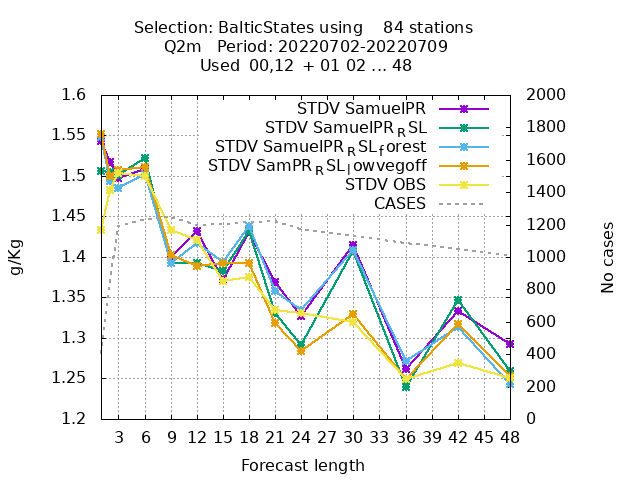 Selection: BalticStates using 84 stations
Q2m Period: 20220702-20220709
Used 00,12 + 01 02 ... 48
1.6
1.55
1.5
1.45
1.4
1.35
1.3
1.25
1.2
g/Kg
STDV SamuelPR
STDV SamuelPR_RSL
STDV SamuelPR_RSL_forest
STDV SamPR_RSL_lowvegoff
STDV OBS
CASES
2000
1800
1600
1400
1200
1000
800
600
400
200
0
No cases
3 6 9 12 15 18 21 24 27 30 33 36 39 42 45 48
Forecast length